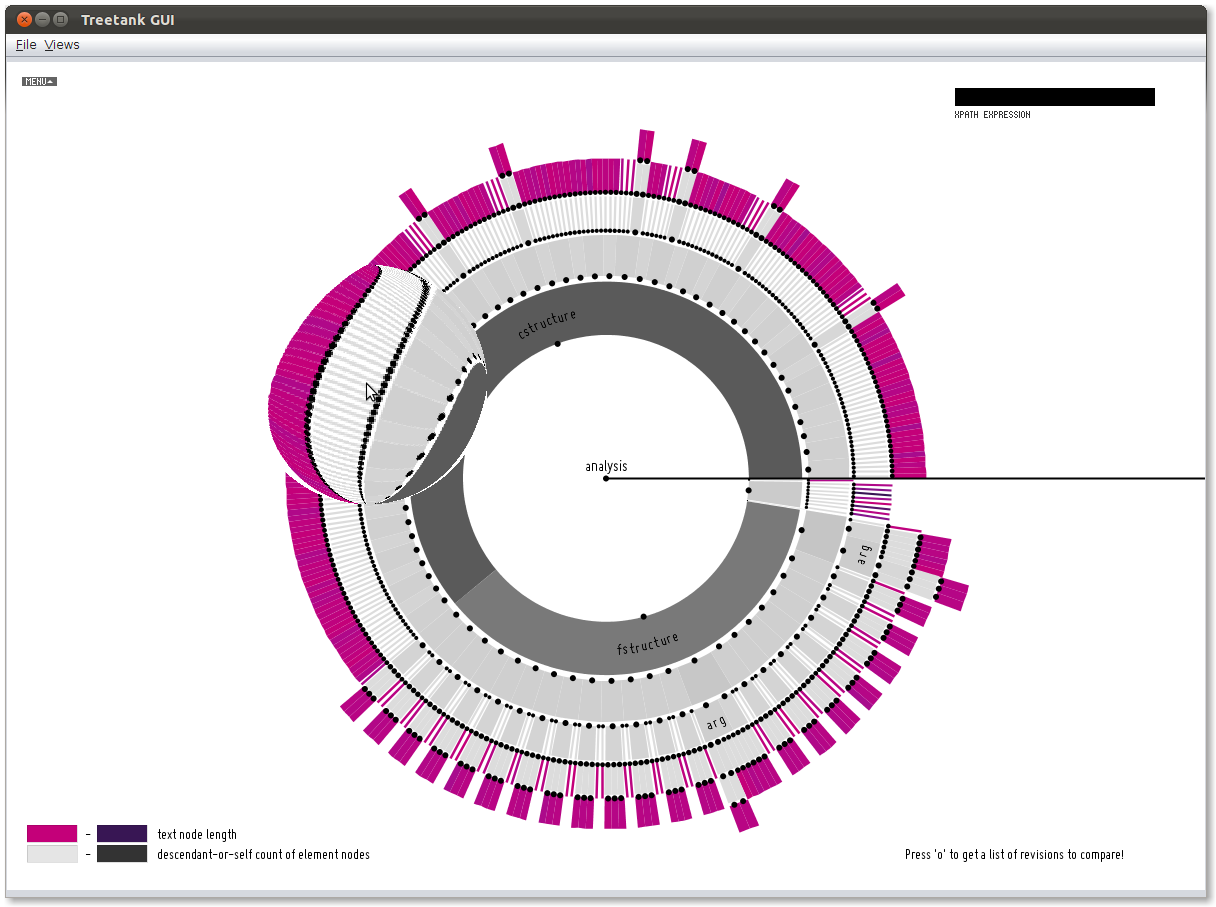 Treetank GUI
File Views
MENU
XPATH EXPRESSION
cstructure
analysis
arg
fstructure
arg
– text node length
– descendant-or-self count of element nodes
Press 'o' to get a list of revisions to compare!